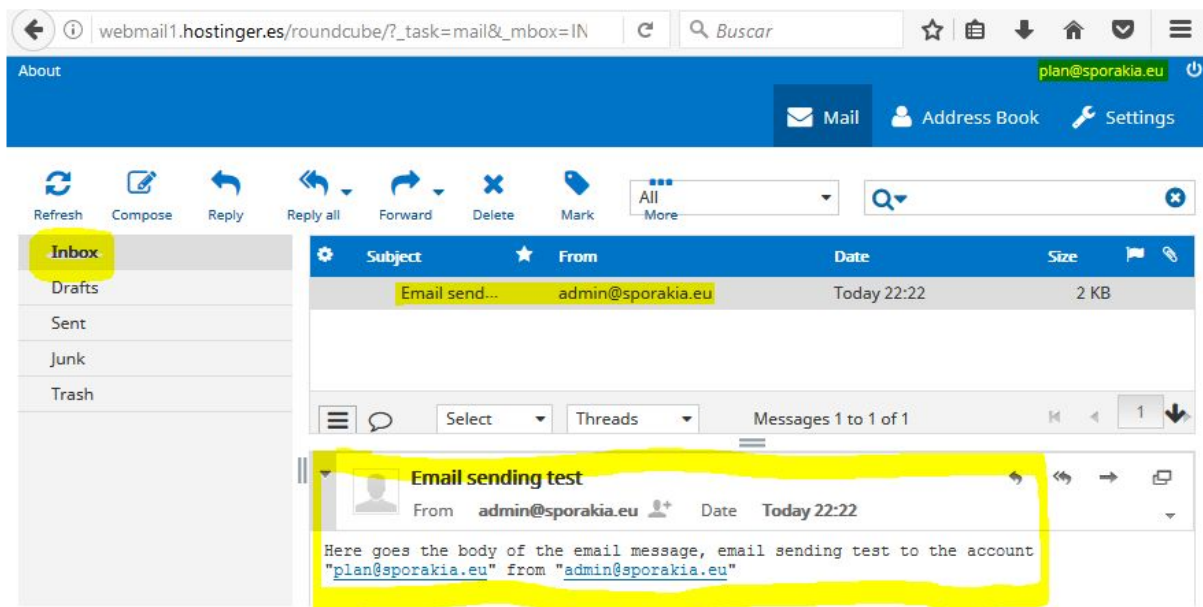 webmail1.hostinger.es/roundcube/?_task=mail&_mbox=IN
Buscar
About
plan@sporakia.eu
Mail
Address Book
Settings
Refresh
Compose
Reply
Reply all
Forward
Delete
Mark
All
More
Inbox
Drafts
Sent
Junk
Trash
Subject From Date Size
Email send... admin@sporakia.eu Today 22:22 2 KB
Select Threads Messages 1 to 1 of 1 1
Email sending test
From admin@sporakia.eu Date Today 22:22
Here goes the body of the email message, email sending test to the account
"plan@sporakia.eu" from "admin@sporakia.eu"